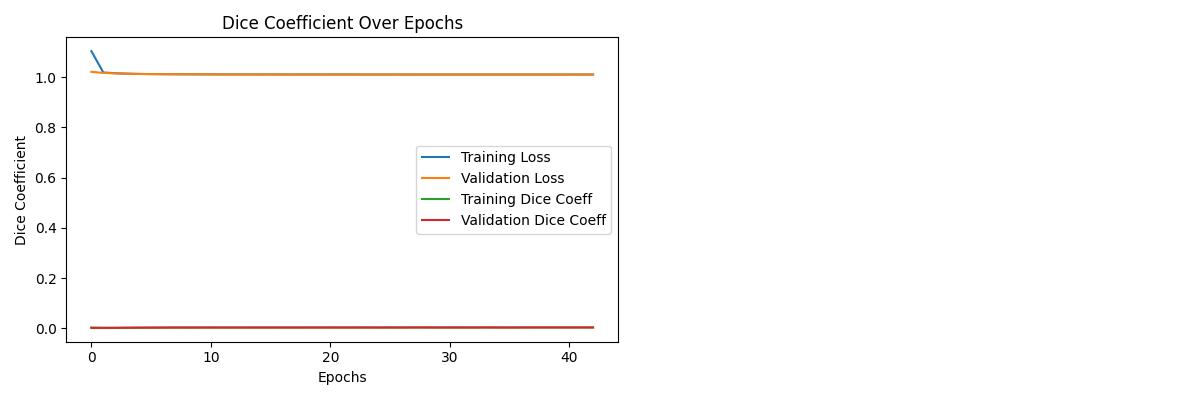 Dice Coefficient Over Epochs
Dice Coefficient
1.0
0.8
0.6
0.4
0.2
0.0
Training Loss
Validation Loss
Training Dice Coeff
Validation Dice Coeff
0 10 20 30 40
Epochs